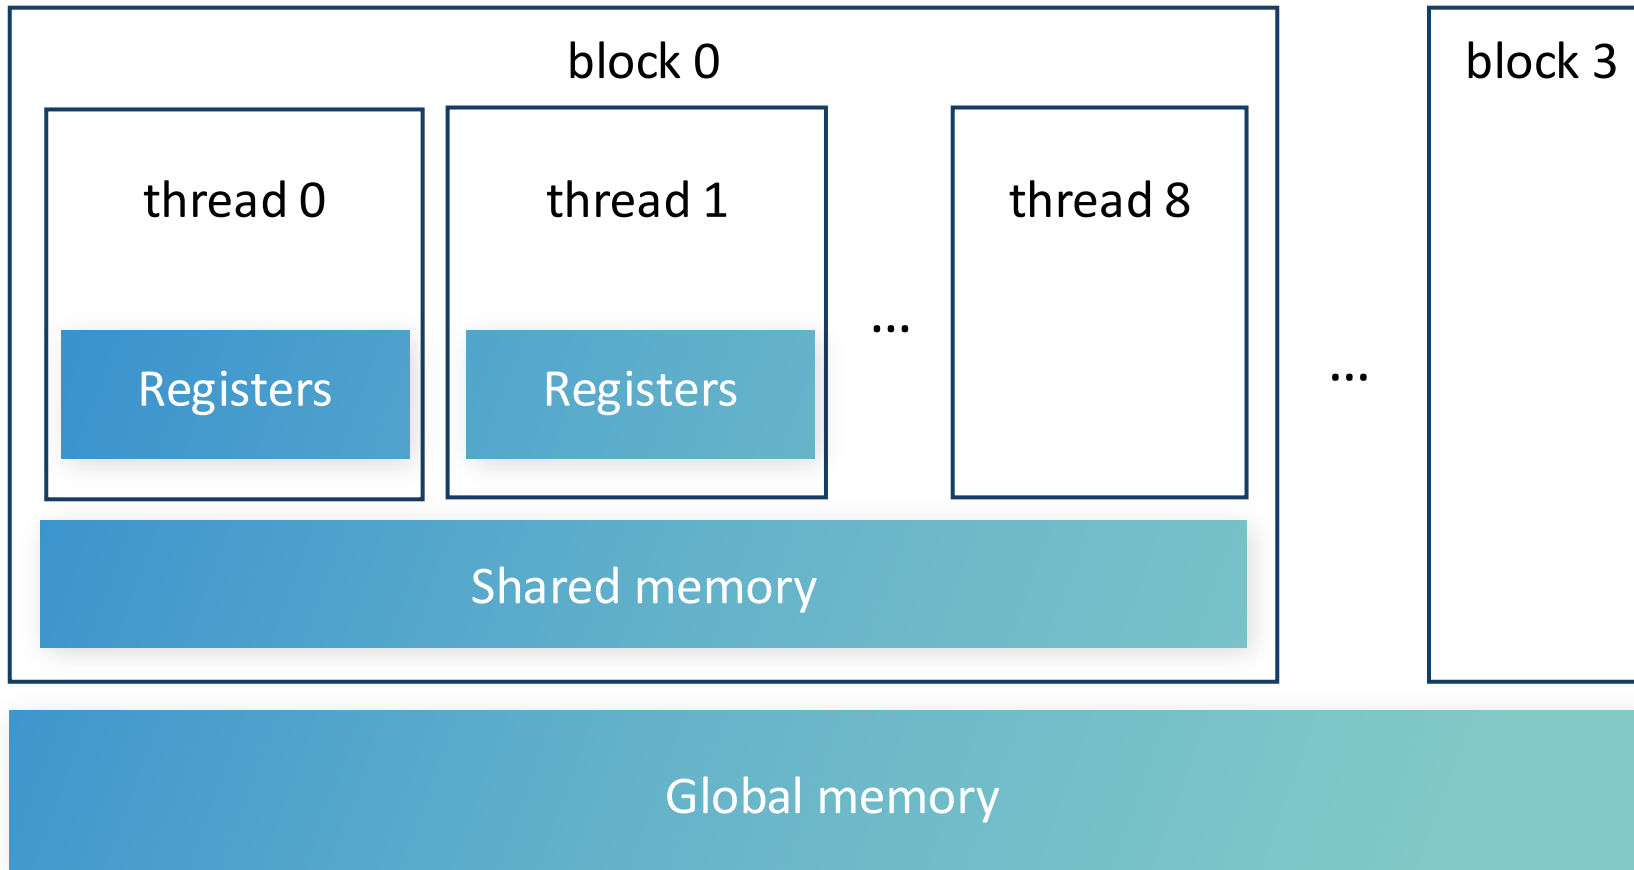 block 0
block 3
thread 0
thread 1
thread 8
...
...
Registers
Registers
Shared memory
Global memory